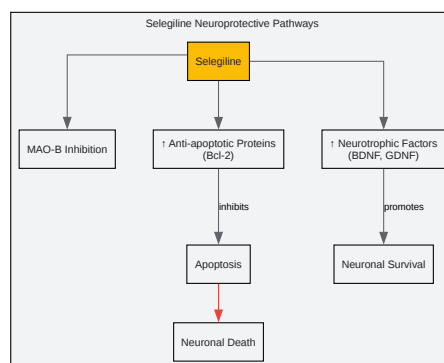 Selegiline Neuroprotective Pathways
Selegiline
MAO-B Inhibition
↑ Anti-apoptotic Proteins
(Bcl-2)
↑ Neurotrophic Factors
(BDNF, GDNF)
inhibits
promotes
Apoptosis
Neuronal Survival
Neuronal Death